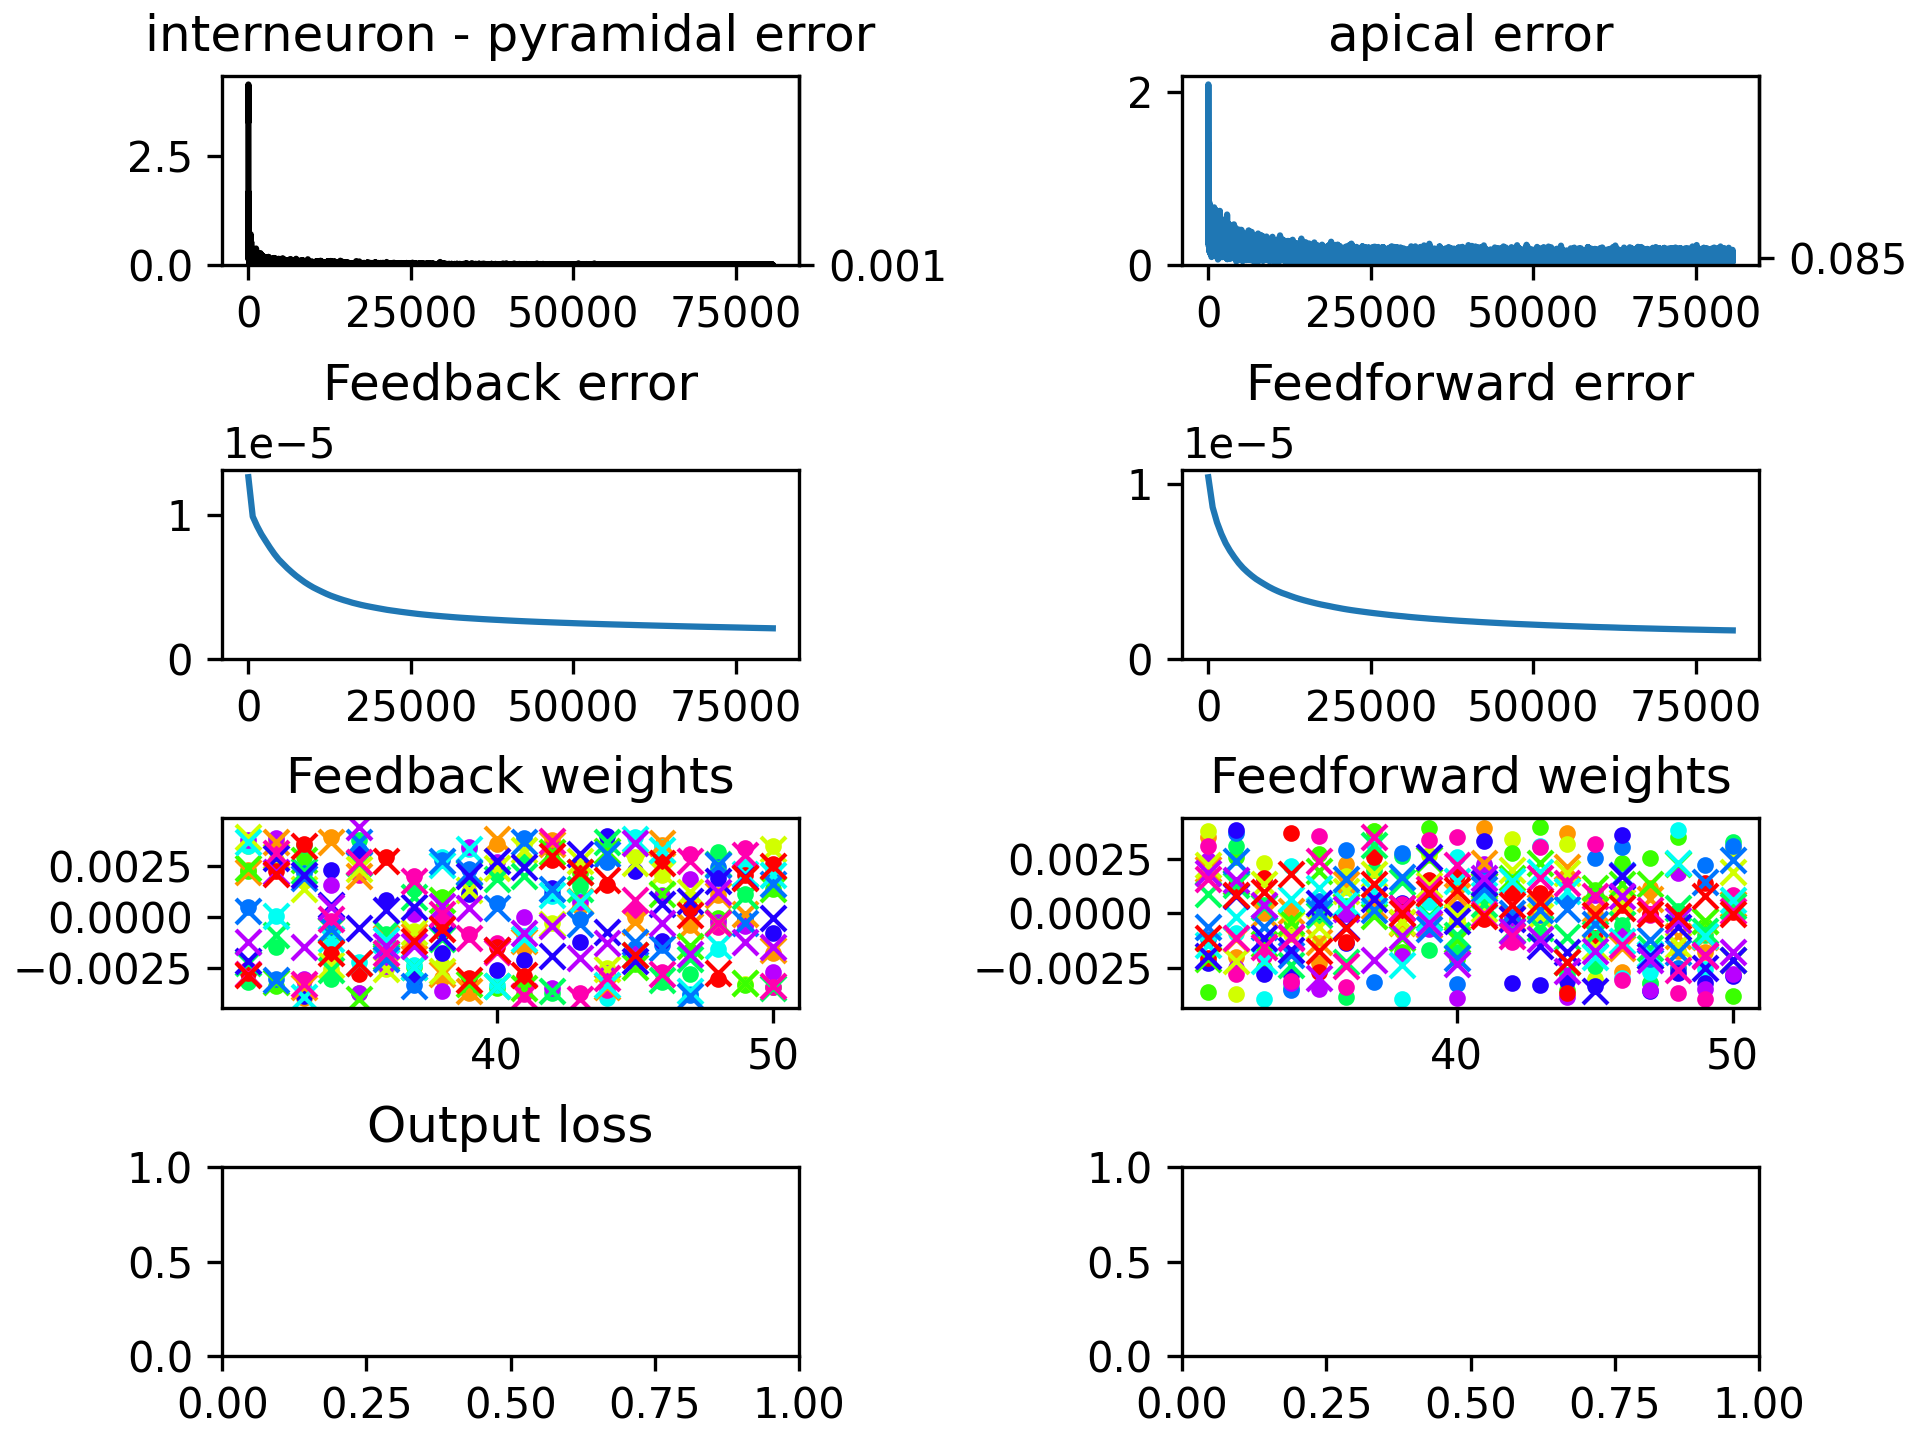 interneuron - pyramidal error
2.5
0.0
0.001
0 25000 50000 75000
apical error
2
0
0.085
0 25000 50000 75000
Feedback error
1e−5
1
0
0 25000 50000 75000
Feedforward error
1e−5
1
0
0 25000 50000 75000
Feedback weights
0.0025
0.0000
−0.0025
40 50
Feedforward weights
0.0025
0.0000
−0.0025
40 50
Output loss
1.0
0.5
0.0
0.00 0.25 0.50 0.75 1.00
1.0
0.5
0.0
0.00 0.25 0.50 0.75 1.00